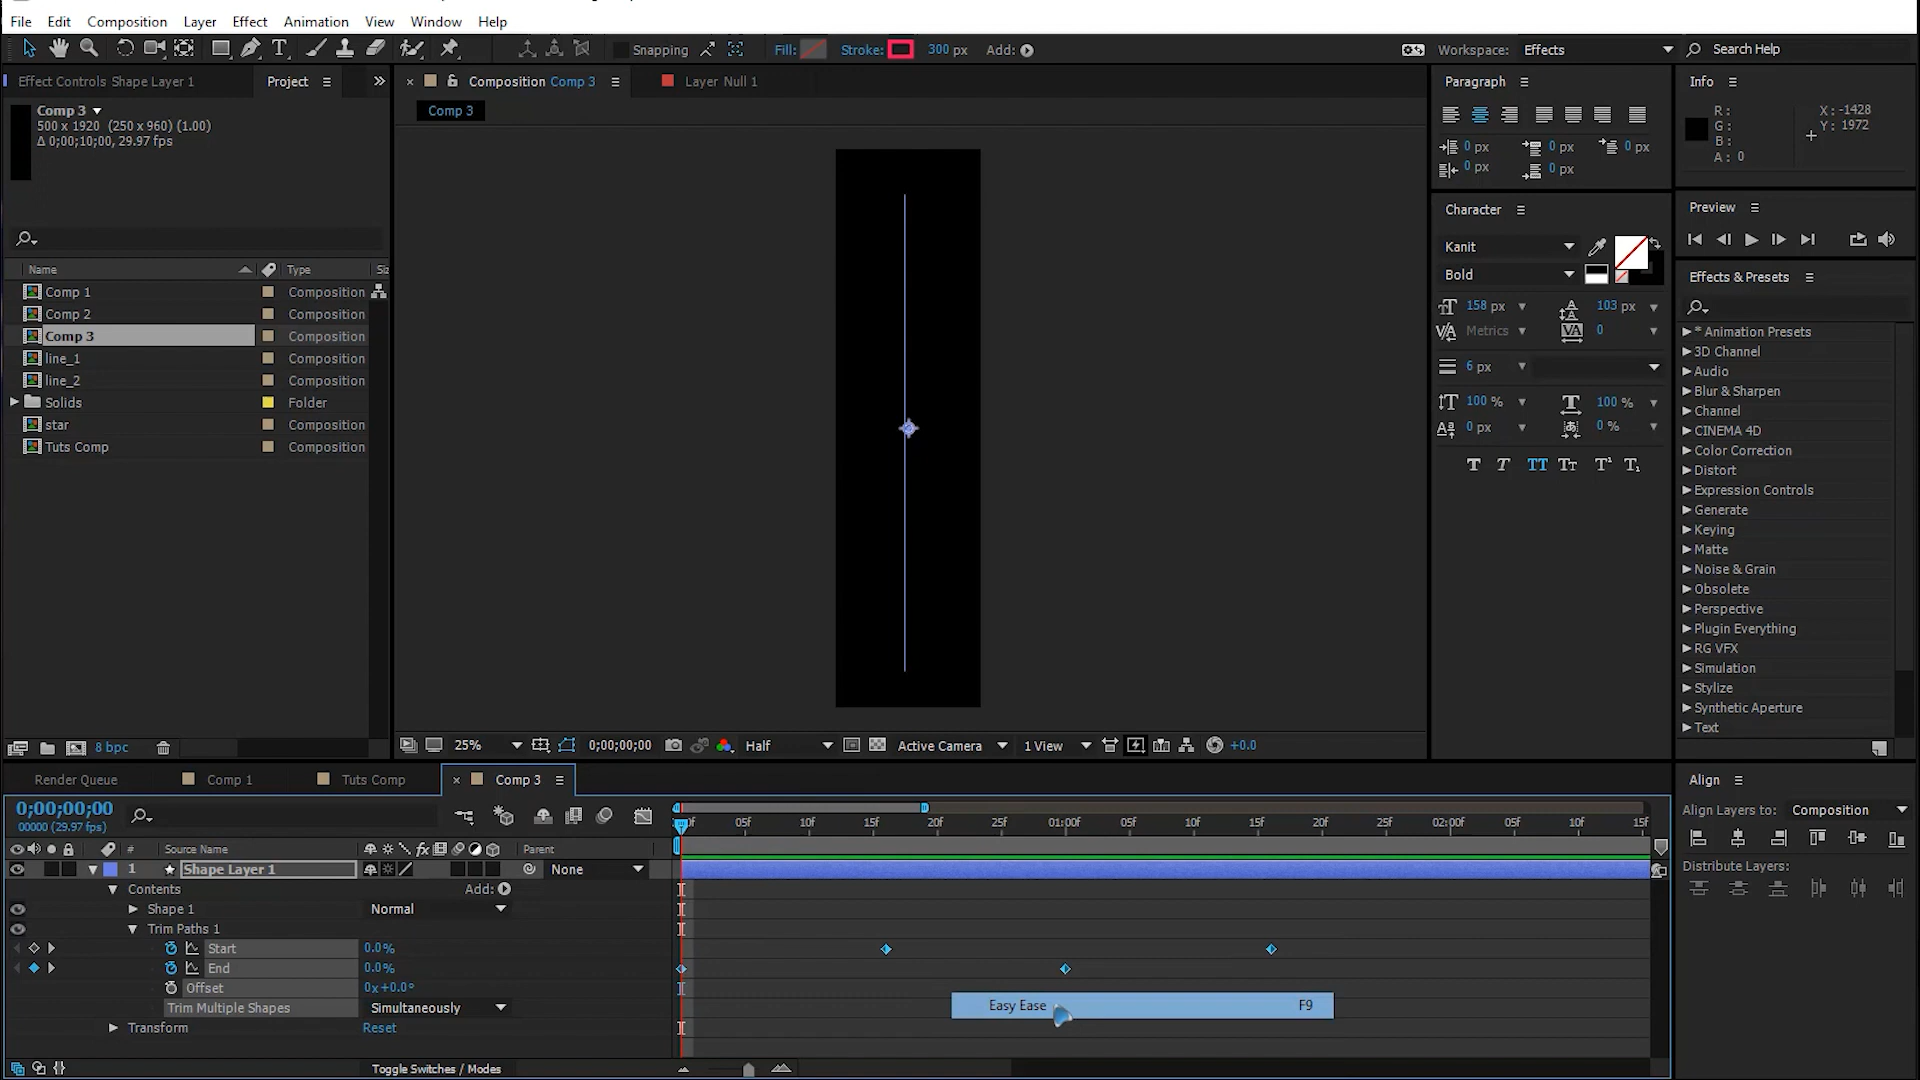 File Edit Composition Layer Effect Animation View Window Help
Snapping Fill: Stroke: 300 px Add: Workspace: Effects Search Help
Effect Controls Shape Layer 1 Project Composition Comp 3 Layer Null 1 Paragraph Info
Comp 3
500 x 1920 (250 x 960) (1.00)
Δ 0;00;10;00, 29.97 fps
Comp 3
R: X: -1428
G: Y: 1972
B:
A: 0
0 px 0 px 0 px
0 px 0 px
Character
Kanit
Bold
158 px 103 px
Metrics 0
6 px
100 % 100 %
0 px 0 %
T T TT Tt T¹ T₁
Preview
Effects & Presets
* Animation Presets
3D Channel
Audio
Blur & Sharpen
Channel
CINEMA 4D
Color Correction
Distort
Expression Controls
Generate
Keying
Matte
Noise & Grain
Obsolete
Perspective
Plugin Everything
RG VFX
Simulation
Stylize
Synthetic Aperture
Text
Name Type
Comp 1 Composition
Comp 2 Composition
Comp 3 Composition
line_1 Composition
line_2 Composition
Solids Folder
star Composition
Tuts Comp Composition
8 bpc
25% 0;00;00;00 Half Active Camera 1 View +0.0
Render Queue Comp 1 Tuts Comp Comp 3
0;00;00;00
00000 (29.97 fps)
05f 10f 15f 20f 25f 01:00f 05f 10f 15f 20f 25f 02:00f 05f 10f 15f
# Source Name Parent
1 Shape Layer 1 None
Contents Add:
Shape 1 Normal
Trim Paths 1
Start 0.0%
End 0.0%
Offset 0x+0.0°
Trim Multiple Shapes Simultaneously
Transform Reset
Easy Ease F9
Toggle Switches / Modes
Align
Align Layers to: Composition
Distribute Layers: